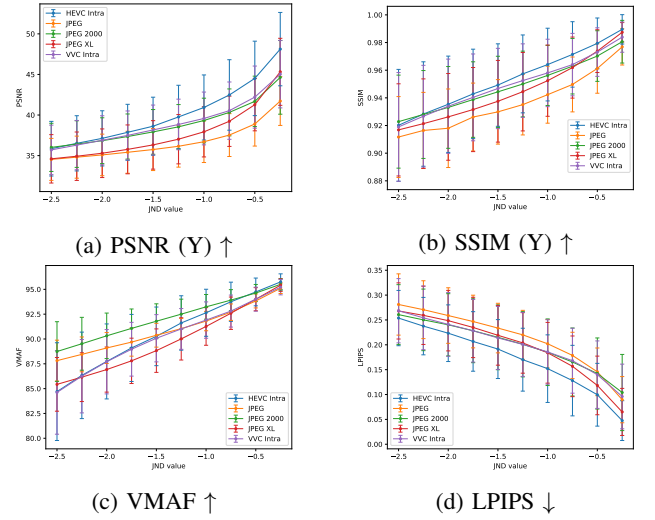 PSNR
50
45
40
35
HEVC Intra
JPEG
JPEG 2000
JPEG XL
VVC Intra
-2.5 -2.0 -1.5 -1.0 -0.5
JND value
(a) PSNR (Y) ↑
SSIM
1.00
0.98
0.96
0.94
0.92
0.90
0.88
HEVC Intra
JPEG
JPEG 2000
JPEG XL
VVC Intra
−2.5 −2.0 −1.5 −1.0 −0.5
JND value
(b) SSIM (Y) ↑
VMAF
95.0
92.5
90.0
87.5
85.0
82.5
80.0
HEVC Intra
JPEG
JPEG 2000
JPEG XL
VVC Intra
−2.5 −2.0 −1.5 −1.0 −0.5
JND value
(c) VMAF ↑
LPIPS
0.35
0.30
0.25
0.20
0.15
0.10
0.05
0.00
HEVC Intra
JPEG
JPEG 2000
JPEG XL
VVC Intra
−2.5 −2.0 −1.5 −1.0 −0.5
JND value
(d) LPIPS ↓